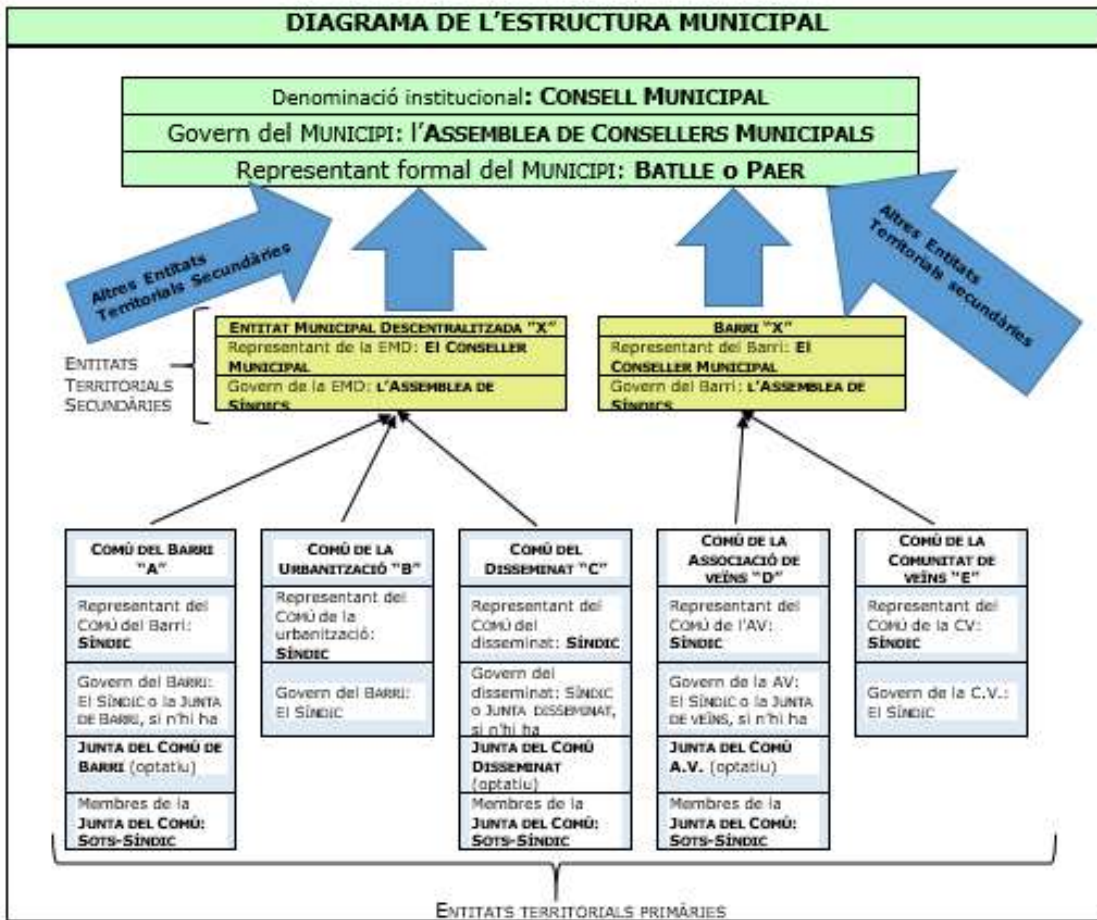 DIAGRAMA DE L'ESTRUCTURA MUNICIPAL
Denominació institucional: CONSELL MUNICIPAL
Govern del MUNICIPI: l'ASSEMBLEA DE CONSELLERS MUNICIPALS
Representant formal del MUNICIPI: BATLLE o PAER
Altres Entitats
Territorials Secundàries
Altres Entitats
Territorials secundàries
ENTITATS
TERRITORIALS
SECUNDÀRIES
ENTITAT MUNICIPAL DESCENTRALITZADA "X"
Representant de la EMD: El CONSELLER
MUNICIPAL
Govern de la EMD: L'ASSEMBLEA DE
SÍNDICS
BARRI "X"
Representant del Barri: El
CONSELLER MUNICIPAL
Govern del Barri: L'ASSEMBLEA DE
SÍNDICS
COMÚ DEL BARRI
"A"
Representant del
COMÚ del Barri:
SÍNDIC
Govern del BARRI:
El SÍNDIC o la JUNTA
DE BARRI, si n'hi ha
JUNTA DEL COMÚ DE
BARRI (optatiu)
Membres de la
JUNTA DEL COMÚ:
SOTS-SÍNDIC
COMÚ DE LA
URBANITZACIÓ "B"
Representant del
COMÚ de la
urbanització:
SÍNDIC
Govern del BARRI:
El SÍNDIC
COMÚ DEL
DISSEMINAT "C"
Representant del
COMÚ del
disseminat: SÍNDIC
Govern del
disseminat: SÍNDIC
o JUNTA DISSEMINAT,
si n'hi ha
JUNTA DEL COMÚ
DISSEMINAT
(optatiu)
Membres de la
JUNTA DEL COMÚ:
SOTS-SÍNDIC
COMÚ DE LA
ASSOCIACIÓ DE
VEÏNS "D"
Representant del
COMÚ de l'AV:
SÍNDIC
Govern de la AV:
El SÍNDIC o la JUNTA
DE VEÏNS, si n'hi ha
JUNTA DEL COMÚ
A.V. (optatiu)
Membres de la
JUNTA DEL COMÚ:
SOTS-SÍNDIC
COMÚ DE LA
COMUNITAT DE
VEÏNS "E"
Representant del
COMÚ de la CV:
SÍNDIC
Govern de la C.V.:
El SÍNDIC
ENTITATS TERRITORIALS PRIMÀRIES